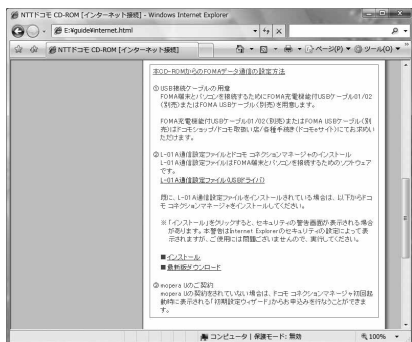 NTTドコモ CD-ROM [インターネット接続] - Windows Internet Explorer
E:¥guide¥internet.html
NTTドコモ CD-ROM [インターネット接続]
ページ(P) ツール(O)
本CD-ROMからのFOMAデータ通信の設定方法
① USB接続ケーブルの用意
FOMA端末とパソコンを接続するためにFOMA充電機能付USBケーブル01/02
(別売)またはFOMA USBケーブル(別売)を用意します。
FOMA充電機能付USBケーブル01/02(別売)またはFOMA USBケーブル(別
売)はドコモショップ/ドコモ取扱い店/各種手続き(ドコモeサイト)にてお求めい
ただけます。
② L-01A通信設定ファイルとドコモ コネクションマネージャのインストール
L-01A通信設定ファイルはFOMA端末とパソコンを接続するためのソフトウェア
です。
L-01A通信設定ファイル(USBドライバ)
既に、L-01A通信設定ファイルをインストールされている場合は、以下からドコ
モ コネクションマネージャをインストールしてください。
※「インストール」をクリックすると、セキュリティの警告画面が表示される場合
があります。本警告はInternet Explorerのセキュリティの設定によって表
示されますが、ご使用には問題ございませんので、実行してください。
■インストール
■最新版ダウンロード
③ mopera Uのご契約
mopera Uの契約をされていない場合は、ドコモ コネクションマネージャ初回起
動時に表示される「初期設定ウィザード」からお申込みを行なうことができま
す。
コンピュータ | 保護モード: 無効
100%